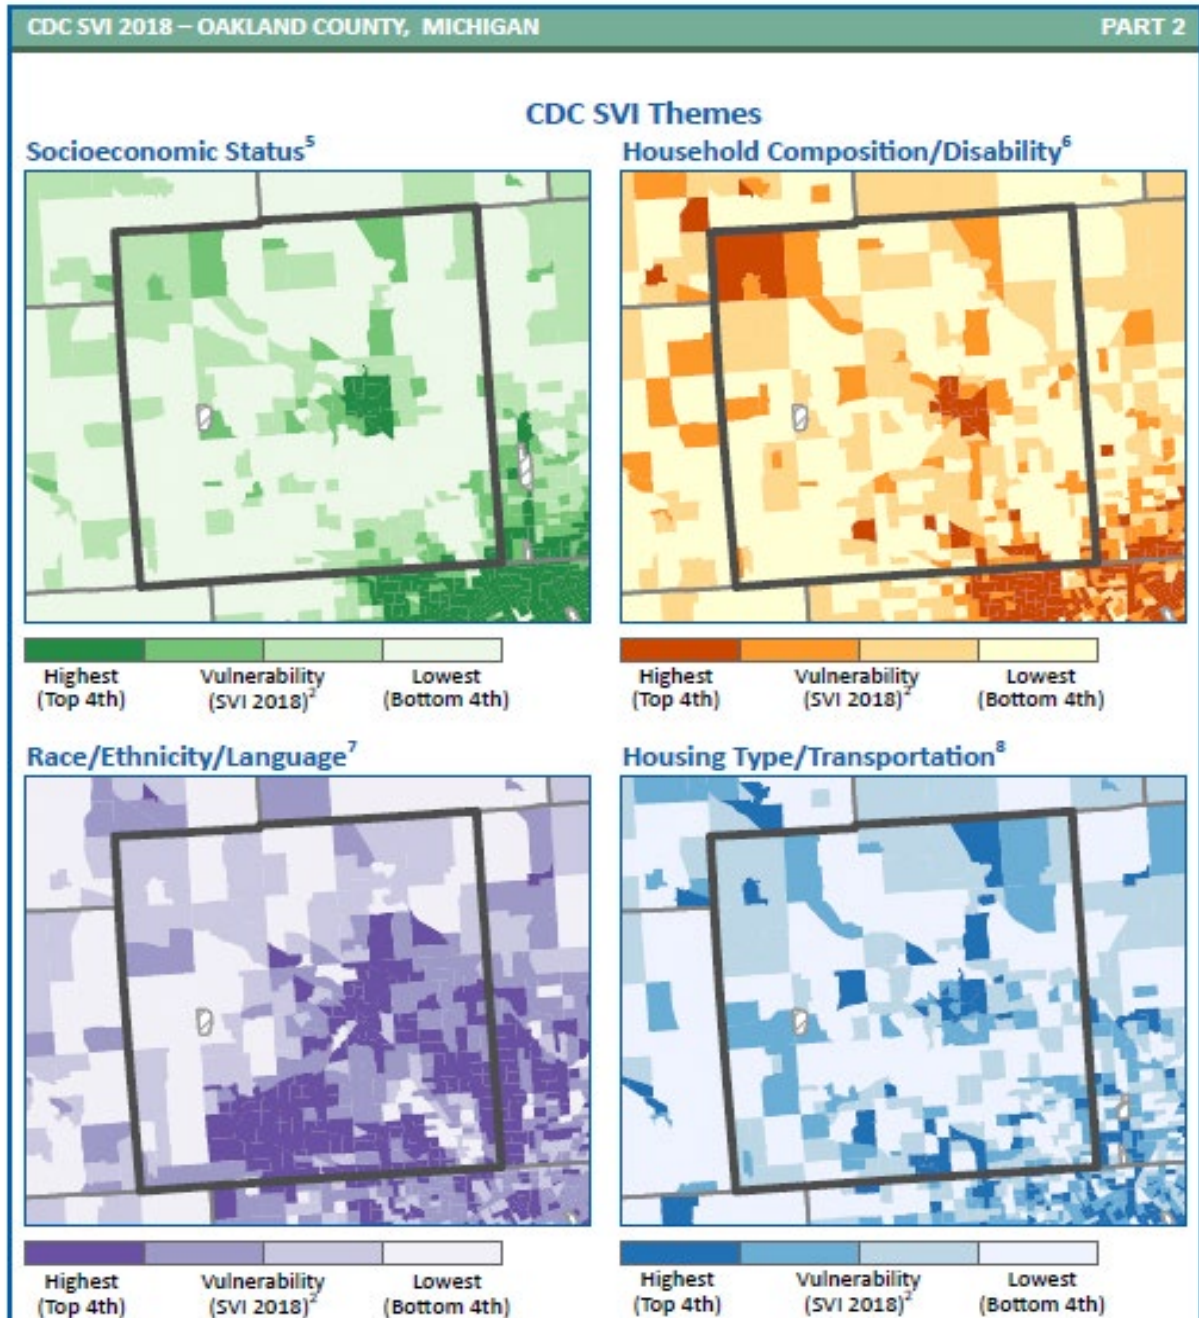 CDC SVI 2018 – OAKLAND COUNTY, MICHIGAN PART 2
CDC SVI Themes
Socioeconomic Status5 Household Composition/Disability6
Highest Vulnerability Lowest Highest Vulnerability Lowest
(Top 4th) (SVI 2018)2 (Bottom 4th) (Top 4th) (SVI 2018)2 (Bottom 4th)
Race/Ethnicity/Language7 Housing Type/Transportation8
Highest Vulnerability Lowest Highest Vulnerability Lowest
(Top 4th) (SVI 2018)2 (Bottom 4th) (Top 4th) (SVI 2018)2 (Bottom 4th)